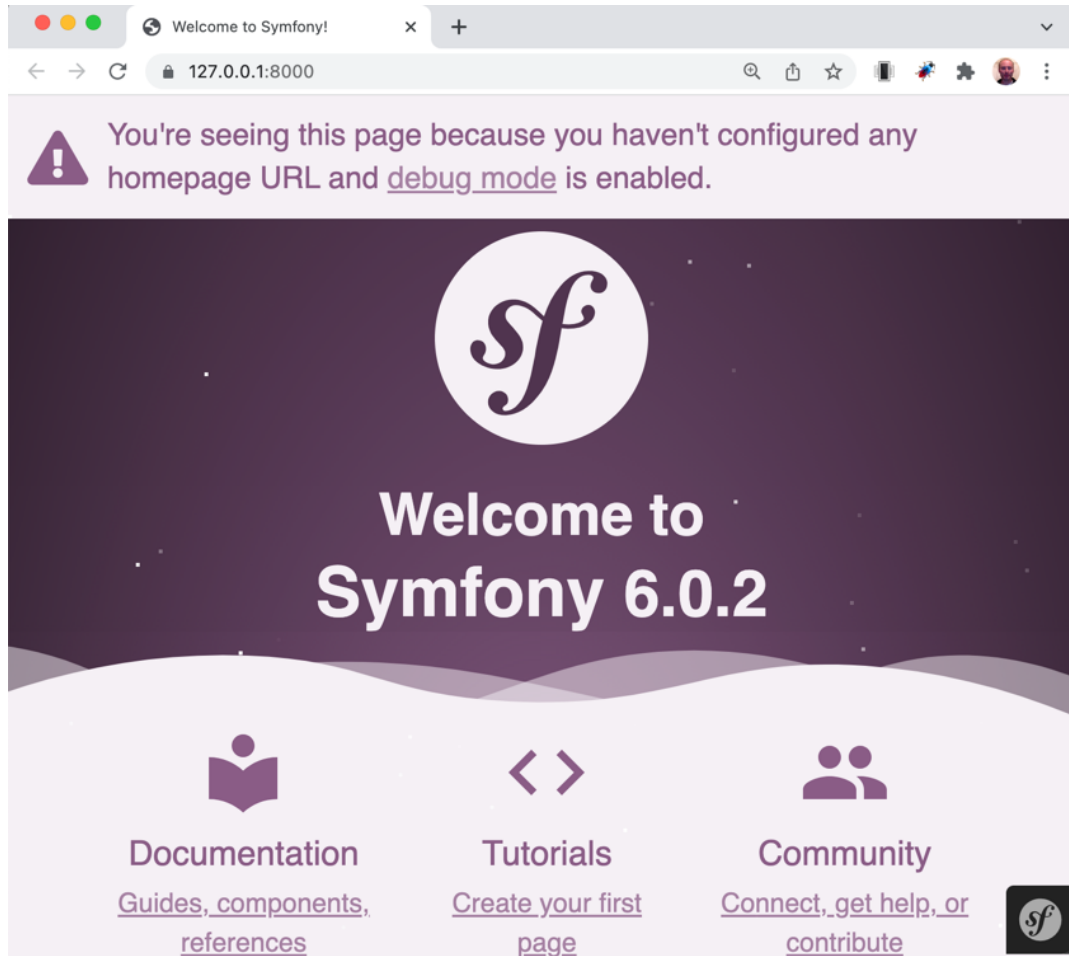 Welcome to Symfony!
127.0.0.1:8000
You're seeing this page because you haven't configured any
homepage URL and debug mode is enabled.
sf
Welcome to
Symfony 6.0.2
Documentation
Tutorials
Community
Guides, components,
references
Create your first
page
Connect, get help, or
contribute
sf